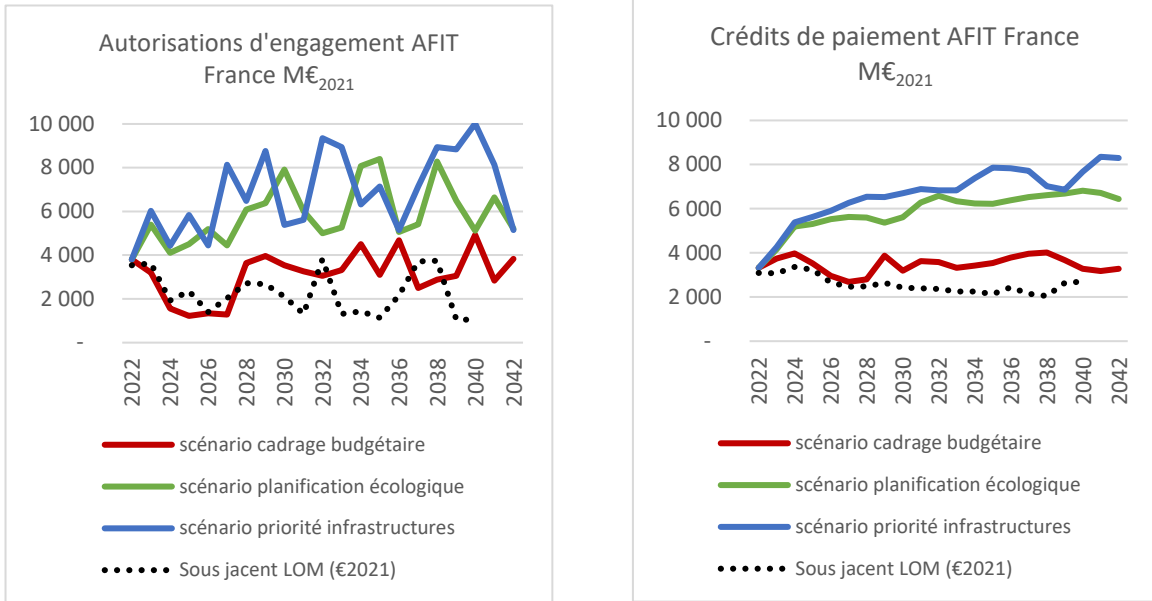 Autorisations d'engagement AFIT
France M€2021
10 000
8 000
6 000
4 000
2 000
-
2022
2024
2026
2028
2030
2032
2034
2036
2038
2040
2042
scénario cadrage budgétaire
scénario planification écologique
scénario priorité infrastructures
Sous jacent LOM (€2021)
Crédits de paiement AFIT France
M€2021
10 000
8 000
6 000
4 000
2 000
-
2022
2024
2026
2028
2030
2032
2034
2036
2038
2040
2042
scénario cadrage budgétaire
scénario planification écologique
scénario priorité infrastructures
Sous jacent LOM (€2021)